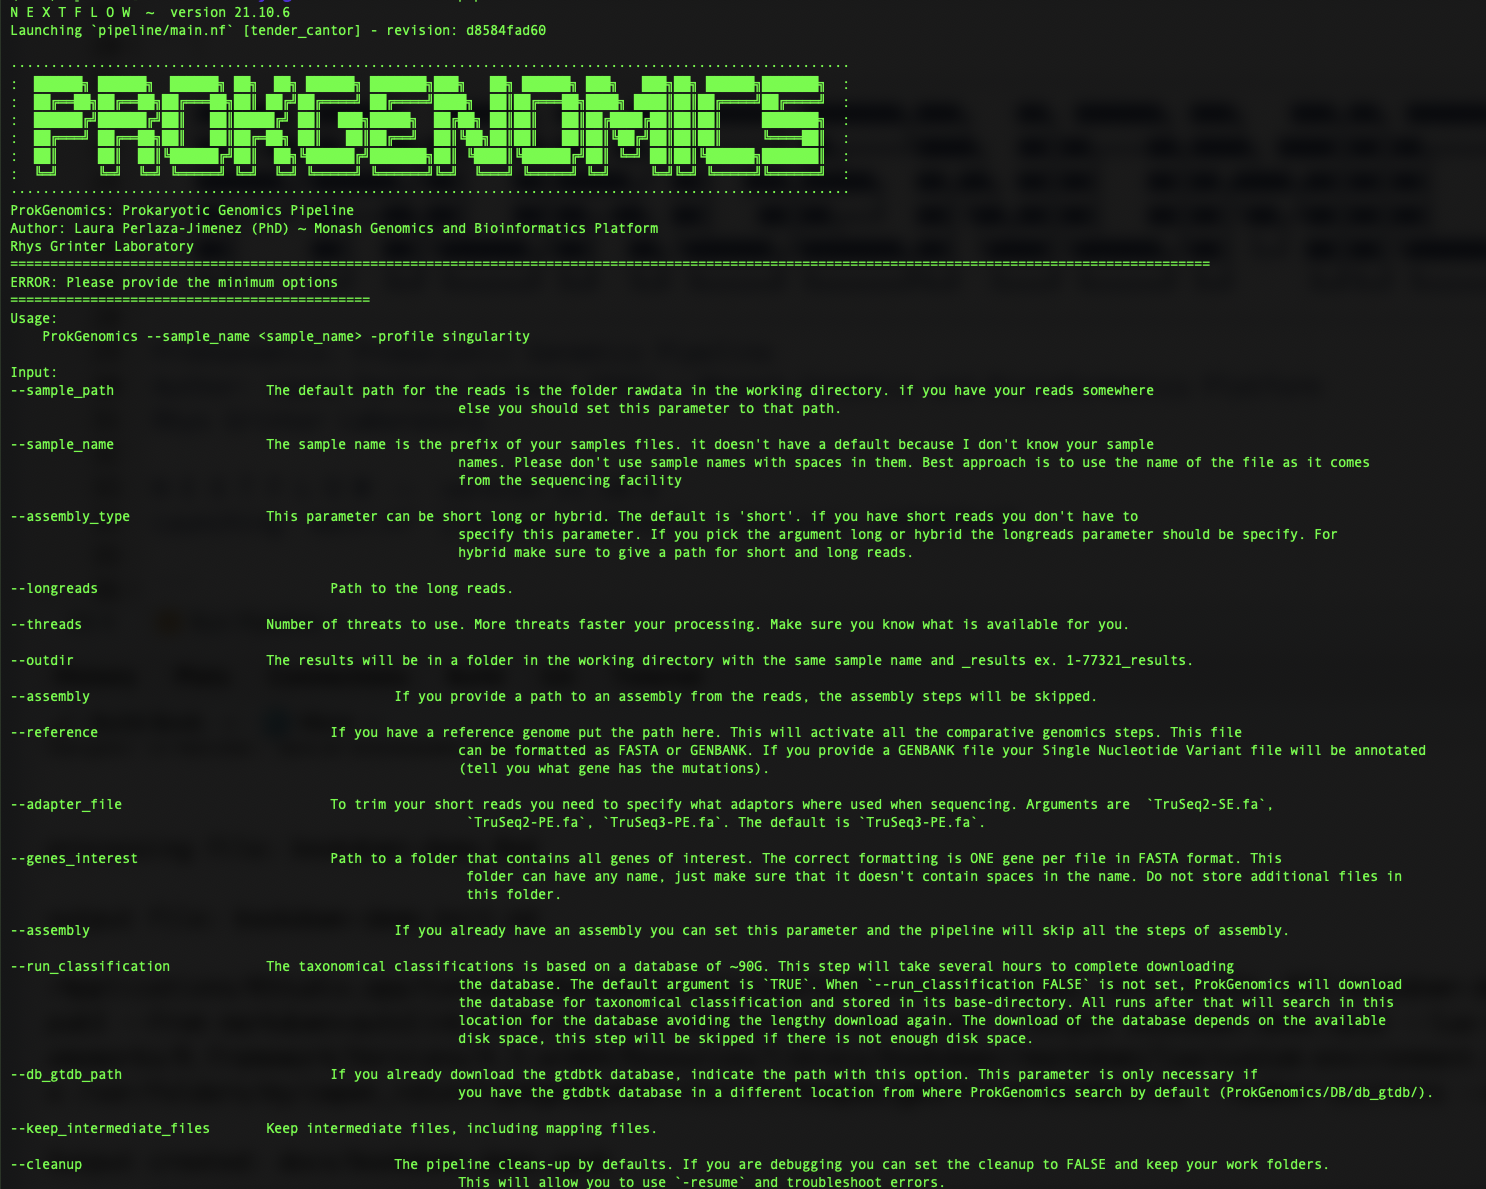 N E X T F L O W  ~  version 21.10.6
Launching `pipeline/main.nf` [tender_cantor] - revision: d8584fad60
PROKGENOMICS
ProkGenomics: Prokaryotic Genomics Pipeline
Author: Laura Perlaza-Jimenez (PhD) ~ Monash Genomics and Bioinformatics Platform
Rhys Grinter Laboratory
ERROR: Please provide the minimum options
Usage:
ProkGenomics --sample_name <sample_name> -profile singularity
Input:
--sample_path The default path for the reads is the folder rawdata in the working directory. if you have your reads somewhere
else you should set this parameter to that path.
--sample_name The sample name is the prefix of your samples files. it doesn't have a default because I don't know your sample
names. Please don't use sample names with spaces in them. Best approach is to use the name of the file as it comes
from the sequencing facility
--assembly_type This parameter can be short long or hybrid. The default is 'short'. if you have short reads you don't have to
specify this parameter. If you pick the argument long or hybrid the longreads parameter should be specify. For
hybrid make sure to give a path for short and long reads.
--longreads Path to the long reads.
--threads Number of threats to use. More threats faster your processing. Make sure you know what is available for you.
--outdir The results will be in a folder in the working directory with the same sample name and _results ex. 1-77321_results.
--assembly If you provide a path to an assembly from the reads, the assembly steps will be skipped.
--reference If you have a reference genome put the path here. This will activate all the comparative genomics steps. This file
can be formatted as FASTA or GENBANK. If you provide a GENBANK file your Single Nucleotide Variant file will be annotated
(tell you what gene has the mutations).
--adapter_file To trim your short reads you need to specify what adaptors where used when sequencing. Arguments are  `TruSeq2-SE.fa`,
`TruSeq2-PE.fa`, `TruSeq3-PE.fa`. The default is `TruSeq3-PE.fa`.
--genes_interest Path to a folder that contains all genes of interest. The correct formatting is ONE gene per file in FASTA format. This
folder can have any name, just make sure that it doesn't contain spaces in the name. Do not store additional files in
this folder.
--assembly If you already have an assembly you can set this parameter and the pipeline will skip all the steps of assembly.
--run_classification The taxonomical classifications is based on a database of ~90G. This step will take several hours to complete downloading
the database. The default argument is `TRUE`. When `--run_classification FALSE` is not set, ProkGenomics will download
the database for taxonomical classification and stored in its base-directory. All runs after that will search in this
location for the database avoiding the lengthy download again. The download of the database depends on the available
disk space, this step will be skipped if there is not enough disk space.
--db_gtdb_path If you already download the gtdbtk database, indicate the path with this option. This parameter is only necessary if
you have the gtdbtk database in a different location from where ProkGenomics search by default (ProkGenomics/DB/db_gtdb/).
--keep_intermediate_files Keep intermediate files, including mapping files.
--cleanup The pipeline cleans-up by defaults. If you are debugging you can set the cleanup to FALSE and keep your work folders.
This will allow you to use `-resume` and troubleshoot errors.